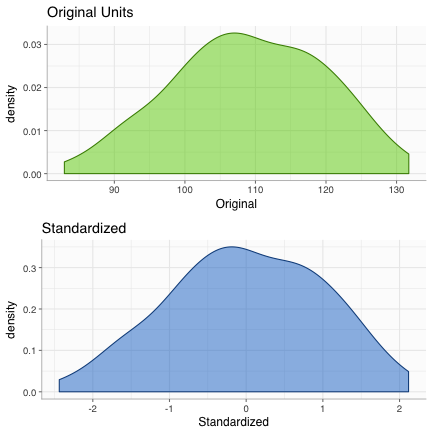 Original Units
0.03
0.02
0.01
0.00
density
90 100 110 120 130
Original
Standardized
0.3
0.2
0.1
0.0
density
-2 -1 0 1 2
Standardized